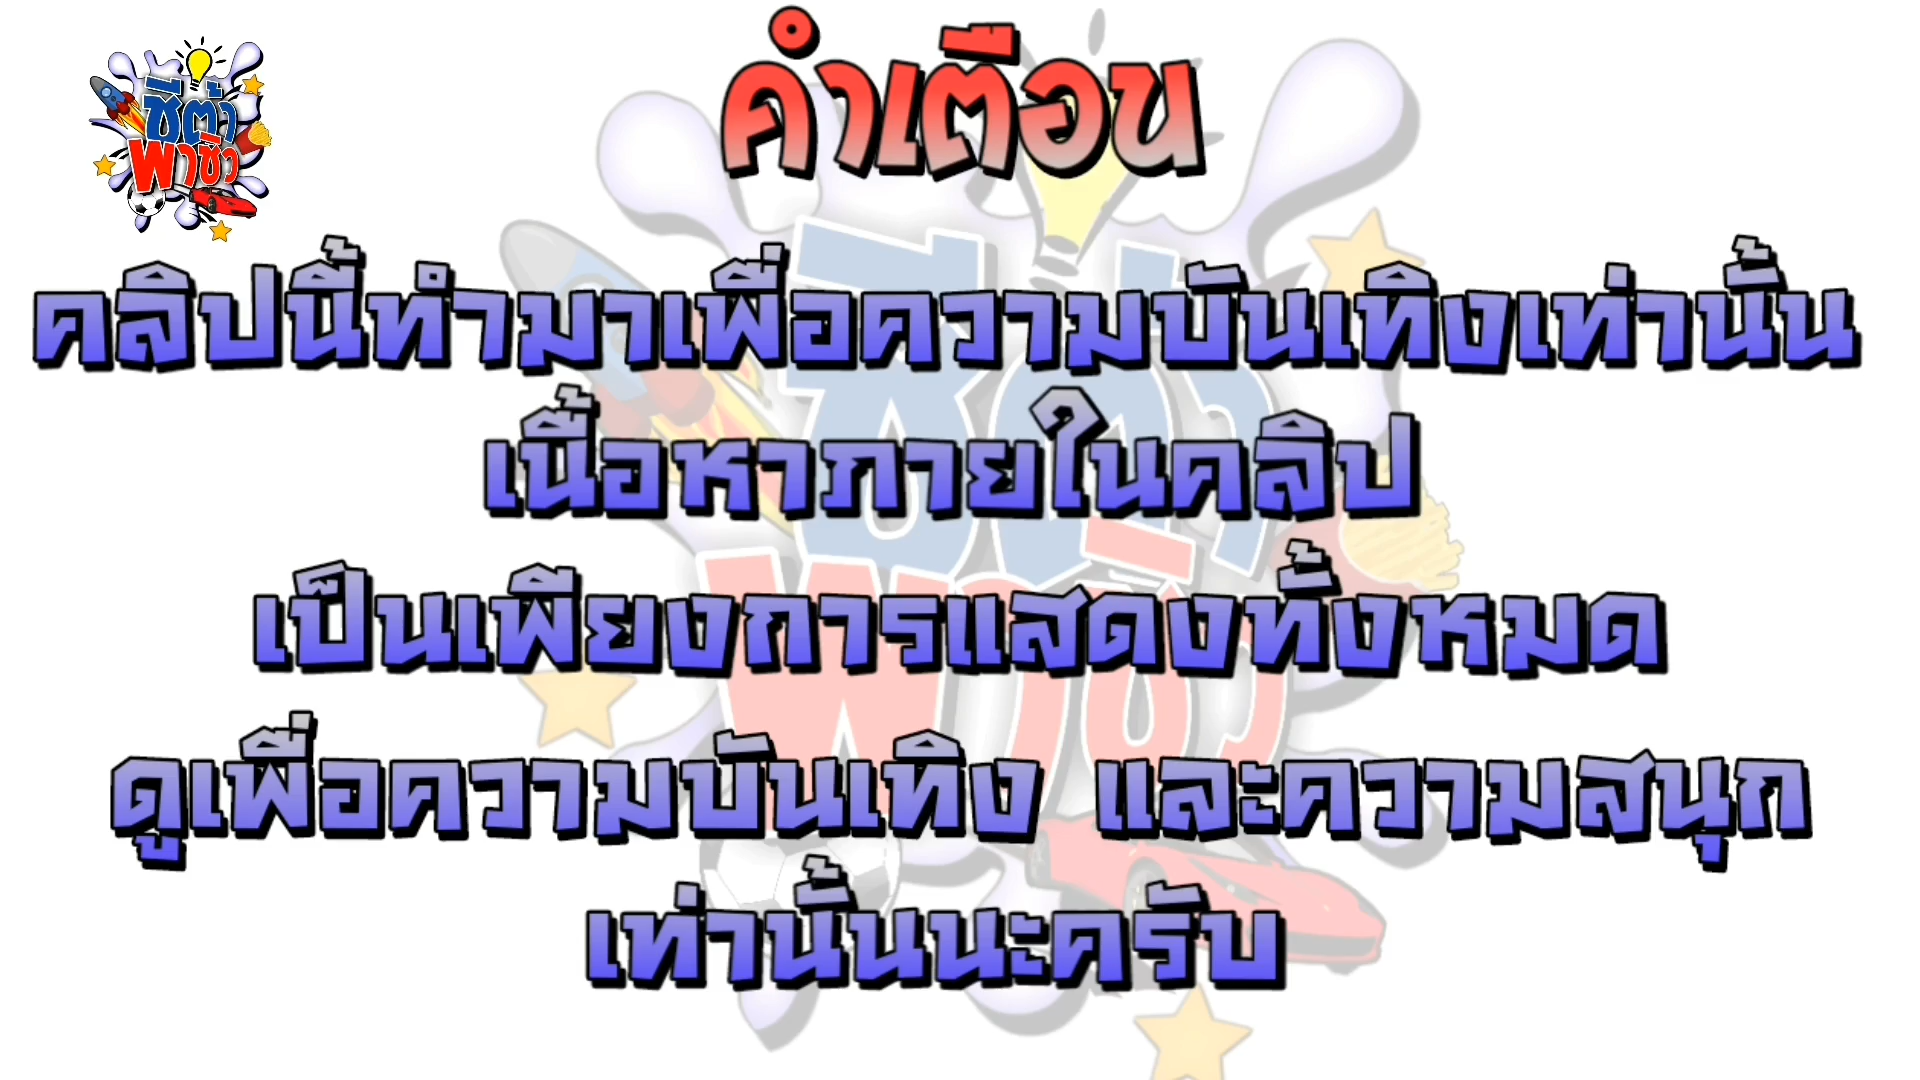 ซีต้า
พาซิ่ว
คำเตือน
คลิปนี้ทำมาเพื่อความบันเทิงเท่านั้น
เนื้อหาภายในคลิป
เป็นเพียงการแสดงทั้งหมด
ดูเพื่อความบันเทิง และความสนุก
เท่านั้นนะครับ